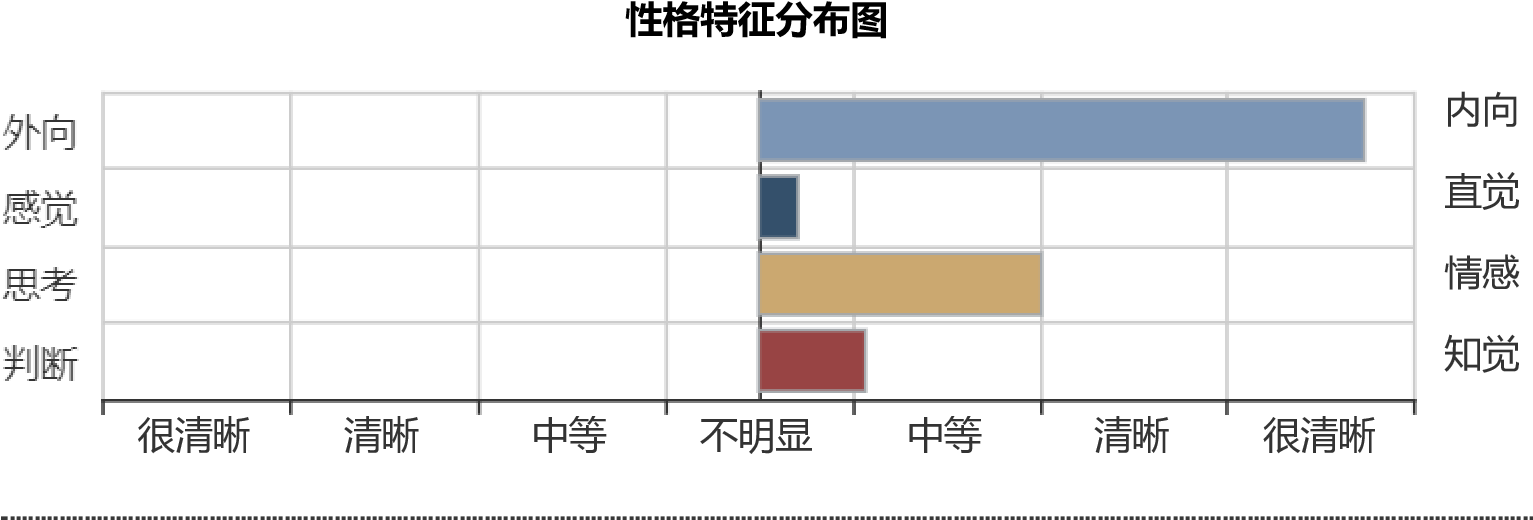 性格特征分布图
外向
内向
感觉
直觉
思考
情感
判断
知觉
很清晰 清晰 中等 不明显 中等 清晰 很清晰